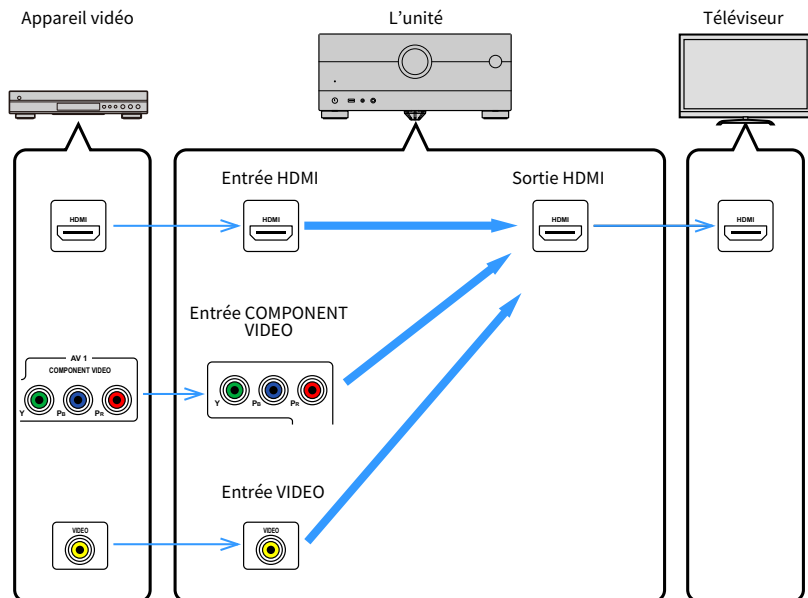 Appareil vidéo
L'unité
Téléviseur
Entrée HDMI
Sortie HDMI
HDMI
HDMI
HDMI
HDMI
Entrée COMPONENT
VIDEO
AV 1
COMPONENT VIDEO
Y PB PR
Y PB PR
Entrée VIDEO
VIDEO
VIDEO